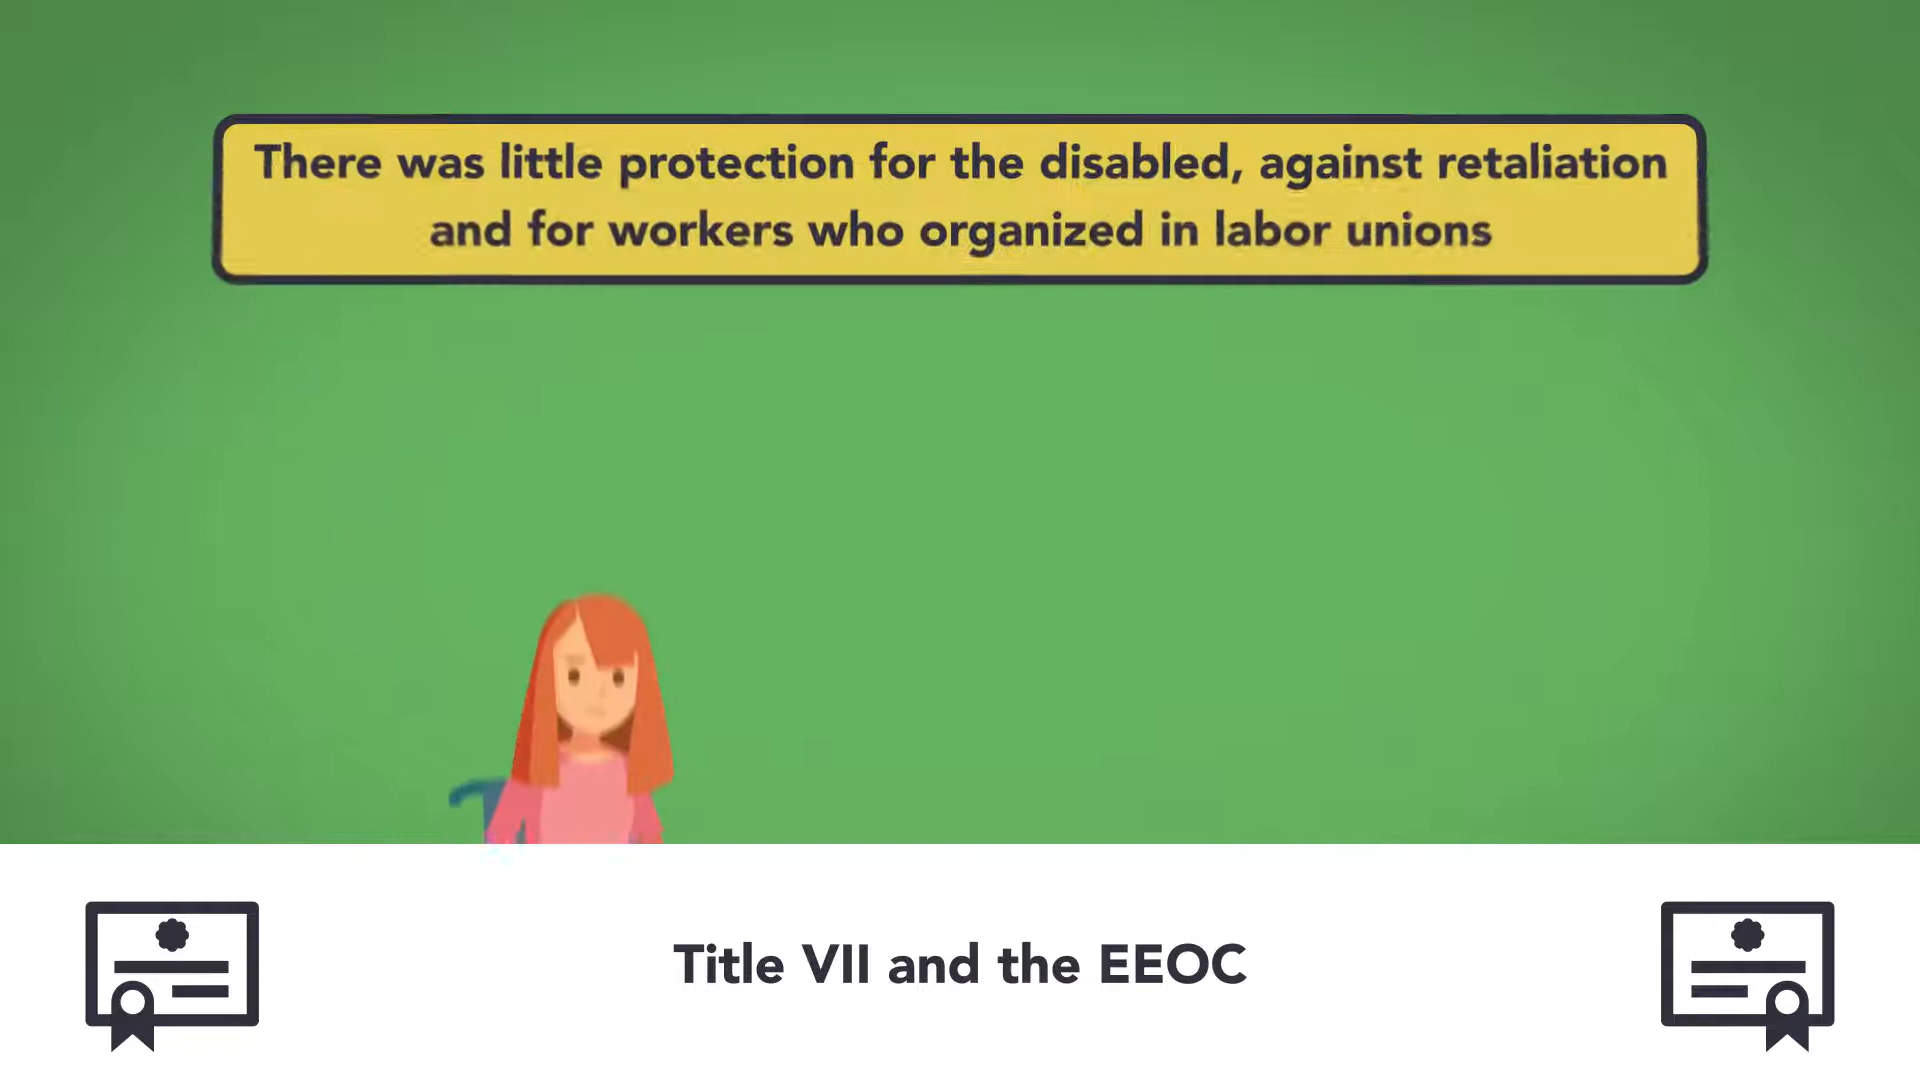 There was little protection for the disabled, against retaliation
and for workers who organized in labor unions
Title VII and the EEOC